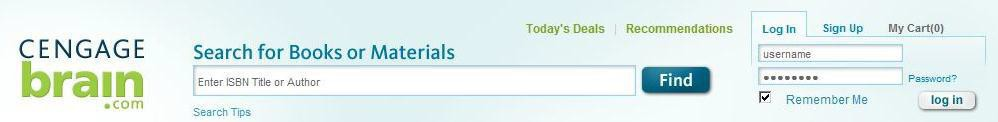 CENGAGE
brain
.com
Search for Books or Materials
Enter ISBN Title or Author
Find
Search Tips
Today's Deals | Recommendations
Log In Sign Up My Cart(0)
username
••••••••
Password?
Remember Me
log in